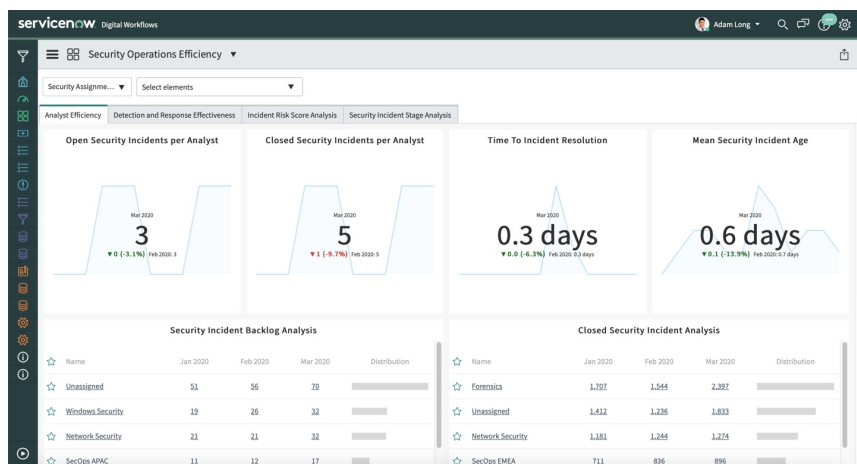 servicenow. Digital Workflows
Adam Long
Security Operations Efficiency
Security Assignme...
Select elements
Analyst Efficiency
Detection and Response Effectiveness
Incident Risk Score Analysis
Security Incident Stage Analysis
Open Security Incidents per Analyst
Mar 2020
3
▼ 0 (-3.1%) Feb 2020: 3
Closed Security Incidents per Analyst
Mar 2020
5
▼ 1 (-9.7%) Feb 2020: 5
Time To Incident Resolution
Mar 2020
0.3 days
▼ 0.0 (-6.3%) Feb 2020: 0.3 days
Mean Security Incident Age
Mar 2020
0.6 days
▼ 0.1 (-13.9%) Feb 2020: 0.7 days
Security Incident Backlog Analysis
Name Jan 2020 Feb 2020 Mar 2020 Distribution
Unassigned 51 56 70
Windows Security 19 26 32
Network Security 21 21 32
SecOps APAC 11 12 17
Closed Security Incident Analysis
Name Jan 2020 Feb 2020 Mar 2020 Distribution
Forensics 1,707 1,544 2,397
Unassigned 1,412 1,236 1,833
Network Security 1,181 1,244 1,274
SecOps EMEA 711 836 896